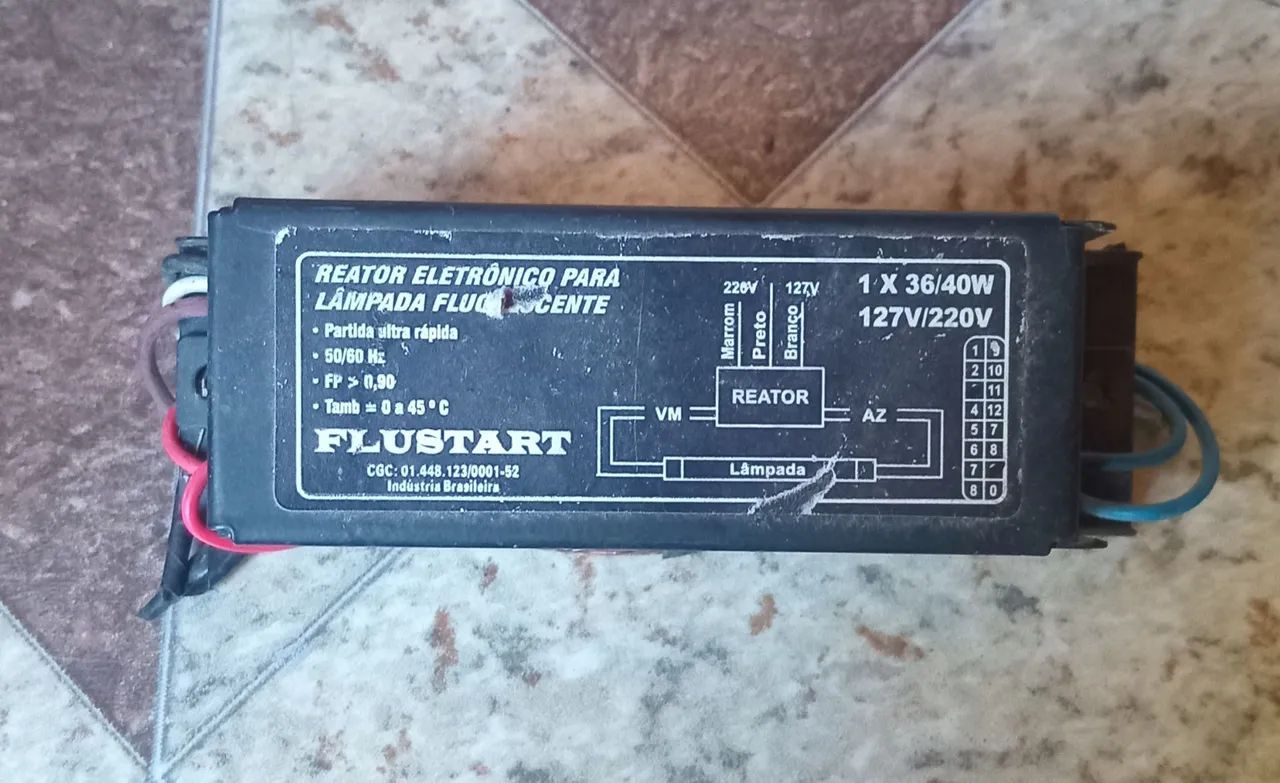 REATOR ELETRÔNICO PARA
LÂMPADA
• Partida ultra rápida
• 50/60 Hz
• FP > 0,90
• Tamb = 0 a 45 º C
FLUSTART
CGC: 01.448.123/0001-52
Indústria Brasileira
220V 127V
Marrom
Preto
Branco
REATOR
VM
AZ
Lâmpada
1 X 36/40W
127V/220V
1 9
2 10
11
4 12
5 7
6 8
7
8 0